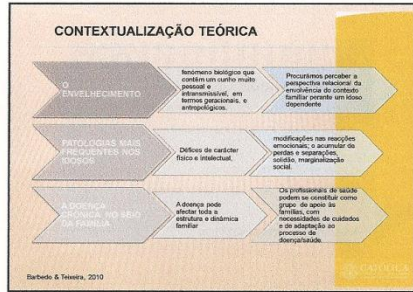 CONTEXTUALIZAÇÃO TEÓRICA
O
ENVELHECIMENTO
fenómeno biológico que
contém um cunho muito
pessoal e
intransmissível, em
termos geracionais, e
antropológicos.
Procurámos perceber a
perspectiva relacional da
envolvência do contexto
familiar perante um idoso
dependente
PATOLOGIAS MAIS
FREQUENTES NOS
IDOSOS
Défices de carácter
físico e intelectual,
modificações nas reacções
emocionais; o acumular de
perdas e separações,
solidão, marginalização
social.
A DOENÇA
CRÓNICA NO SEIO
DA FAMÍLIA
A doença pode
afectar toda a
estrutura e dinâmica
familiar
Os profissionais de saúde
podem se constituir como
grupo de apoio às
famílias, com
necessidades de cuidados
e de adaptação ao
processo de
doença/saúde.
Barbedo & Teixeira, 2010
CATÓLICA